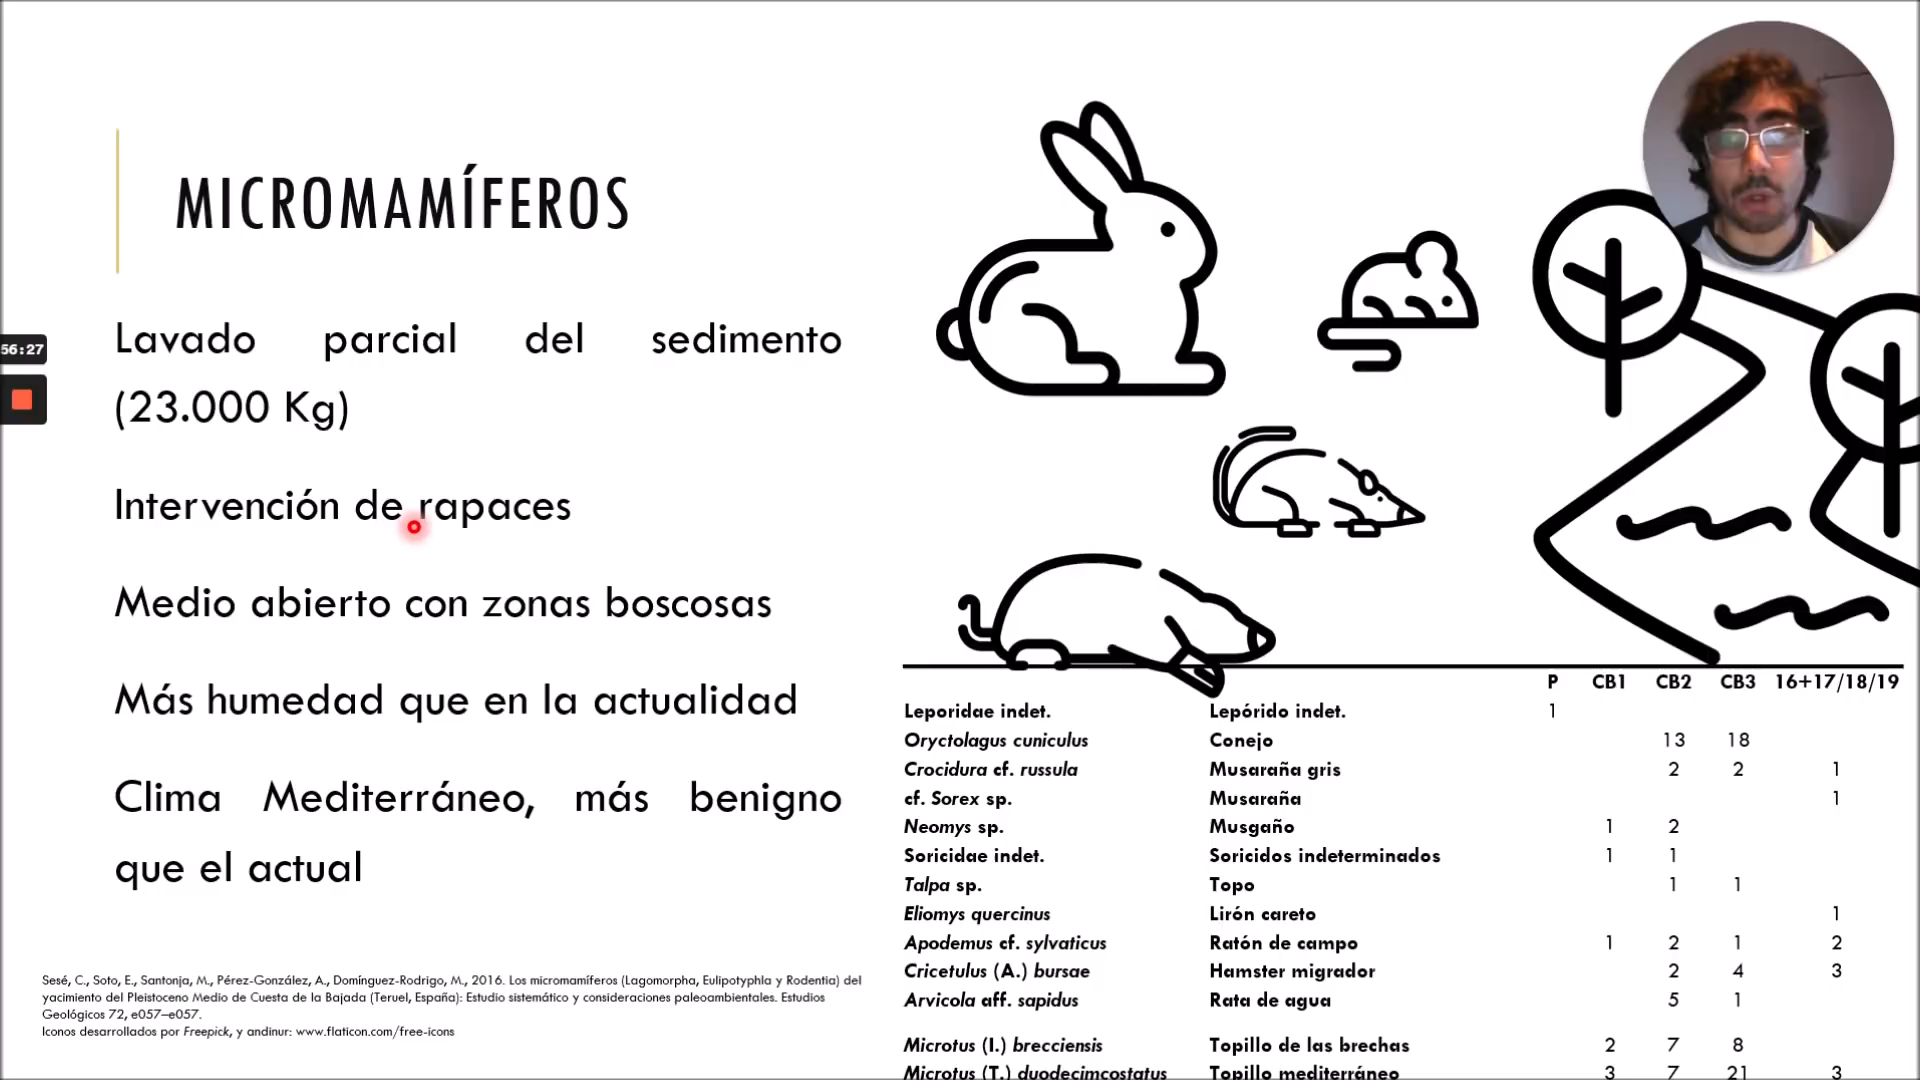 MICROMAMÍFEROS
56:27
Lavado parcial del sedimento
(23.000 Kg)
Intervención de rapaces
Medio abierto con zonas boscosas
Más humedad que en la actualidad
Clima Mediterráneo, más benigno
que el actual
Sesé, C., Soto, E., Santonja, M., Pérez-González, A., Domínguez-Rodrigo, M., 2016. Los micromamíferos (Lagomorpha, Eulipotyphla y Rodentia) del
yacimiento del Pleistoceno Medio de Cuesta de la Bajada (Teruel, España): Estudio sistemático y consideraciones paleoambientales. Estudios
Geológicos 72, e057–e057.
Iconos desarrollados por Freepick, y andinur: www.flaticon.com/free-icons
P CB1 CB2 CB3 16+17/18/19
Leporidae indet. Lepórido indet. 1
Oryctolagus cuniculus Conejo 13 18
Crocidura cf. russula Musaraña gris 2 2 1
cf. Sorex sp. Musaraña 1
Neomys sp. Musgaño 1 2
Soricidae indet. Soricidos indeterminados 1 1
Talpa sp. Topo 1 1
Eliomys quercinus Lirón careto 1
Apodemus cf. sylvaticus Ratón de campo 1 2 1 2
Cricetulus (A.) bursae Hamster migrador 2 4 3
Arvicola aff. sapidus Rata de agua 5 1
Microtus (I.) brecciensis Topillo de las brechas 2 7 8
Microtus (T.) duodecimcostatus Topillo mediterráneo 3 7 21 3